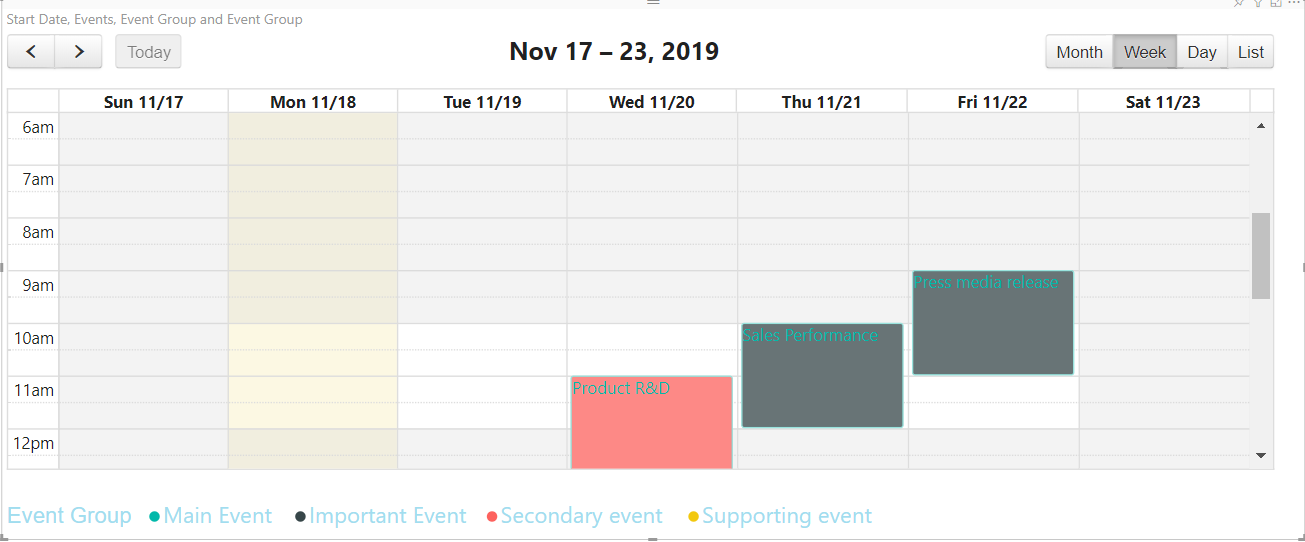 Start Date, Events, Event Group and Event Group
Today
Nov 17 – 23, 2019
Month Week Day List
Sun 11/17 Mon 11/18 Tue 11/19 Wed 11/20 Thu 11/21 Fri 11/22 Sat 11/23
6am
7am
8am
9am
Press media release
10am
Sales Performance
11am
Product R&D
12pm
Event Group Main Event Important Event Secondary event Supporting event